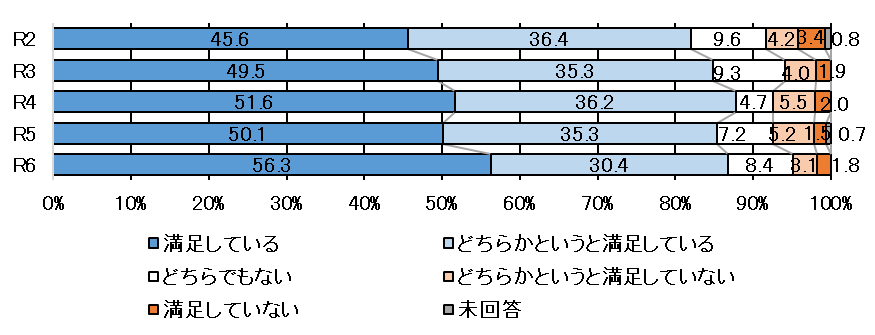 R2 45.6 36.4 9.6 4.2 3.4 0.8
R3 49.5 35.3 9.3 4.0 1.9
R4 51.6 36.2 4.7 5.5 2.0
R5 50.1 35.3 7.2 5.2 1.5 0.7
R6 56.3 30.4 8.4 3.1 1.8
0% 10% 20% 30% 40% 50% 60% 70% 80% 90% 100%
満足している どちらかというと満足している
どちらでもない どちらかというと満足していない
満足していない 未回答